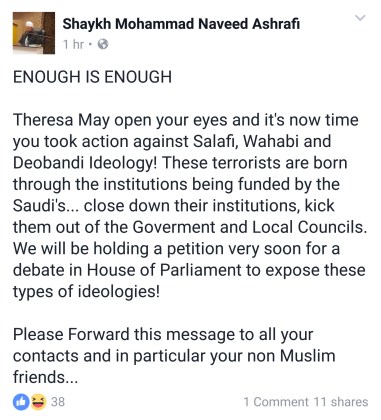 Shaykh Mohammad Naveed Ashrafi
1 hr •
ENOUGH IS ENOUGH
Theresa May open your eyes and it's now time
you took action against Salafi, Wahabi and
Deobandi Ideology! These terrorists are born
through the institutions being funded by the
Saudi's... close down their institutions, kick
them out of the Goverment and Local Councils.
We will be holding a petition very soon for a
debate in House of Parliament to expose these
types of ideologies!
Please Forward this message to all your
contacts and in particular your non Muslim
friends...
38 1 Comment 11 shares